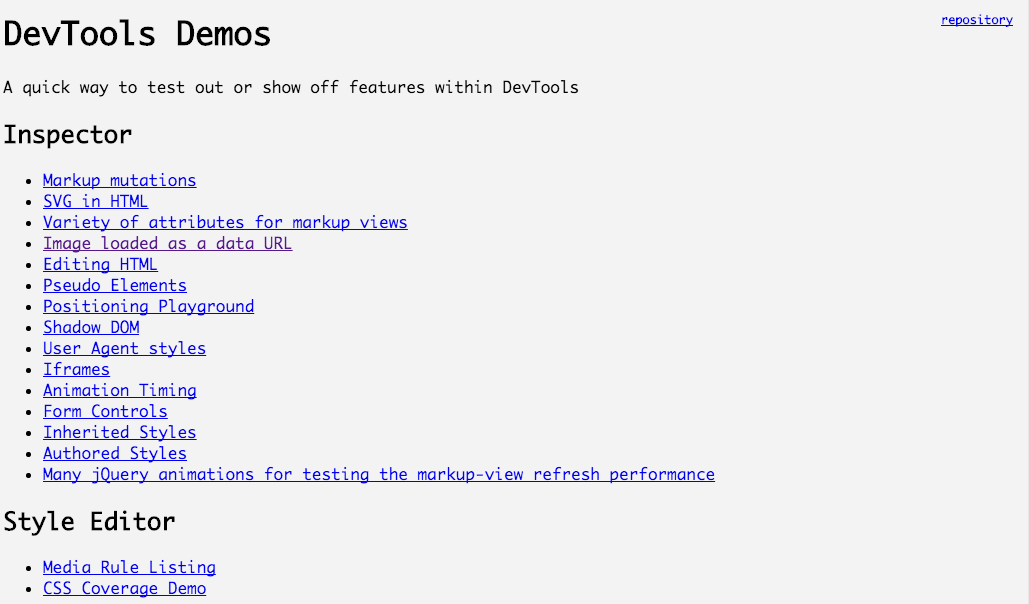 repository
DevTools Demos
A quick way to test out or show off features within DevTools
Inspector
Markup mutations
SVG in HTML
Variety of attributes for markup views
Image loaded as a data URL
Editing HTML
Pseudo Elements
Positioning Playground
Shadow DOM
User Agent styles
Iframes
Animation Timing
Form Controls
Inherited Styles
Authored Styles
Many jQuery animations for testing the markup-view refresh performance
Style Editor
Media Rule Listing
CSS Coverage Demo